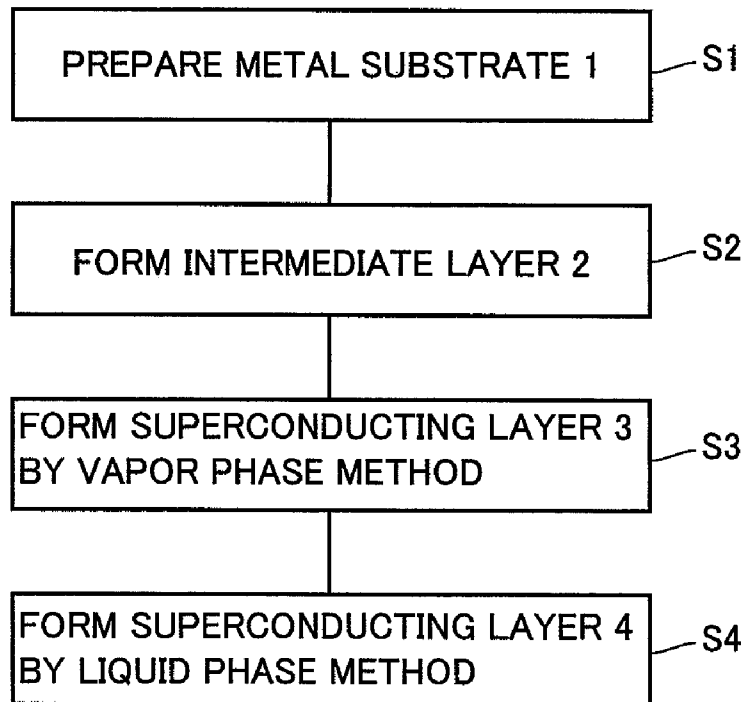 PREPARE METAL SUBSTRATE 1
S1
FORM INTERMEDIATE LAYER 2
S2
FORM SUPERCONDUCTING LAYER 3
BY VAPOR PHASE METHOD
S3
FORM SUPERCONDUCTING LAYER 4
BY LIQUID PHASE METHOD
S4